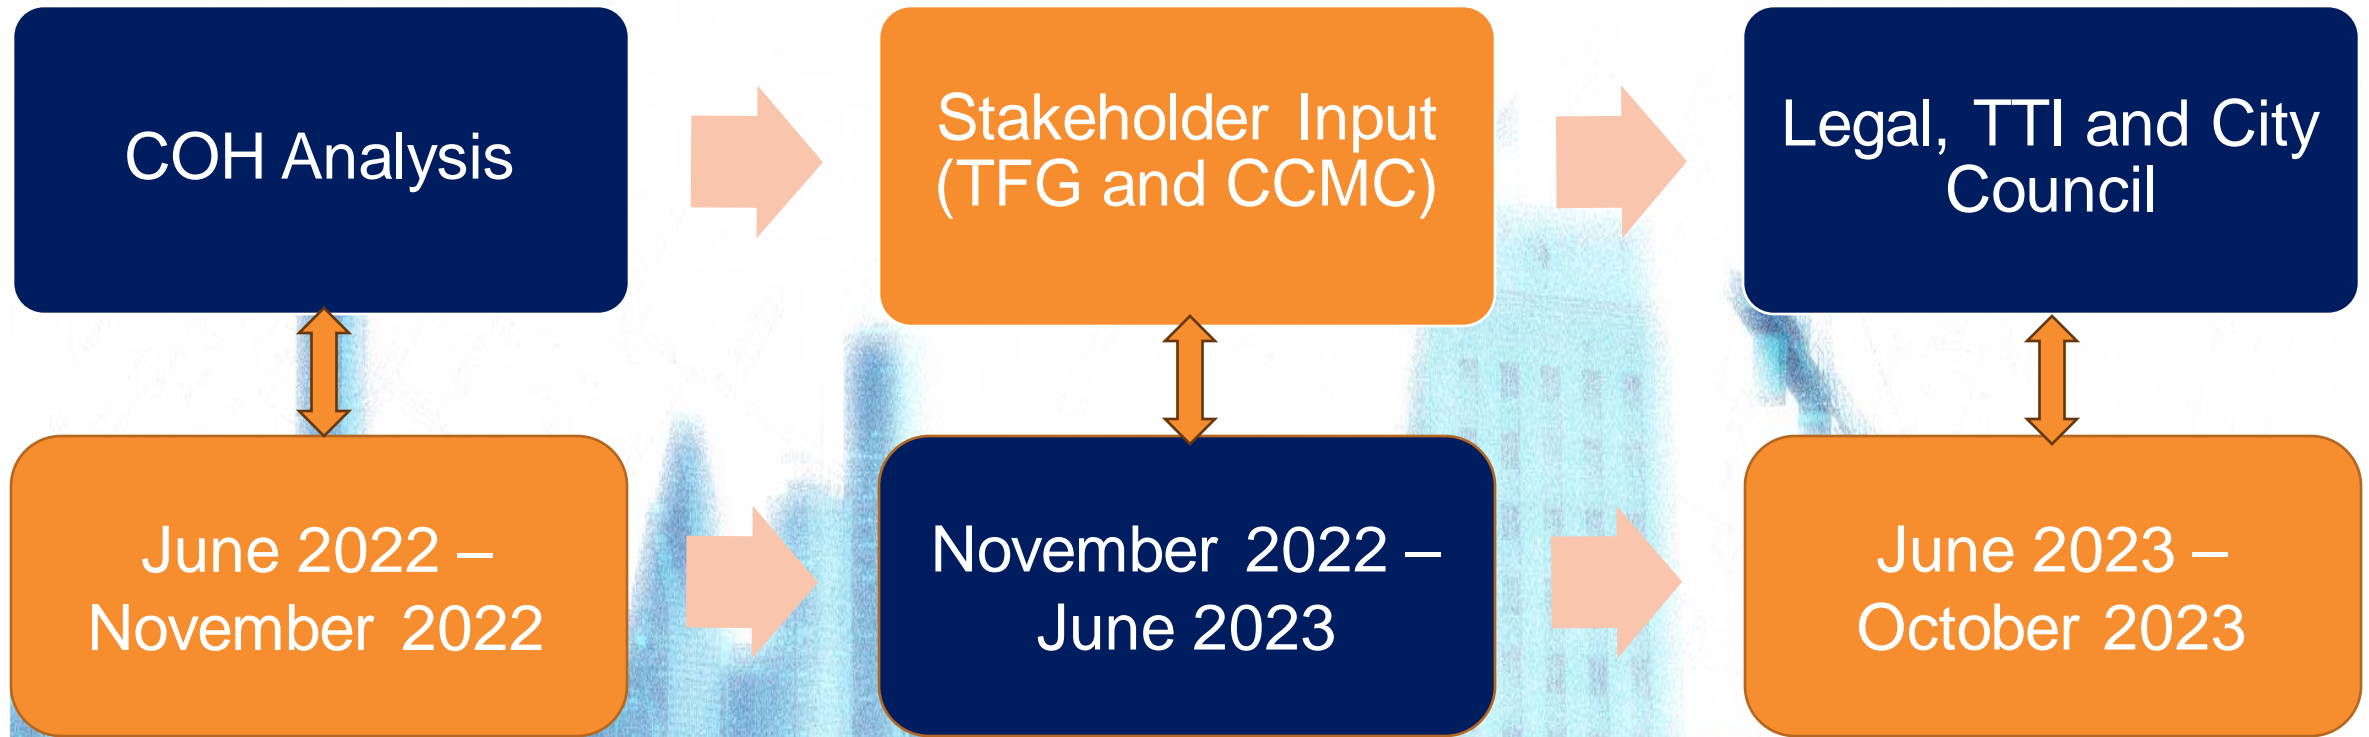 COH Analysis
Stakeholder Input
(TFG and CCMC)
Legal, TTI and City
Council
June 2022 –
November 2022
November 2022 –
June 2023
June 2023 –
October 2023